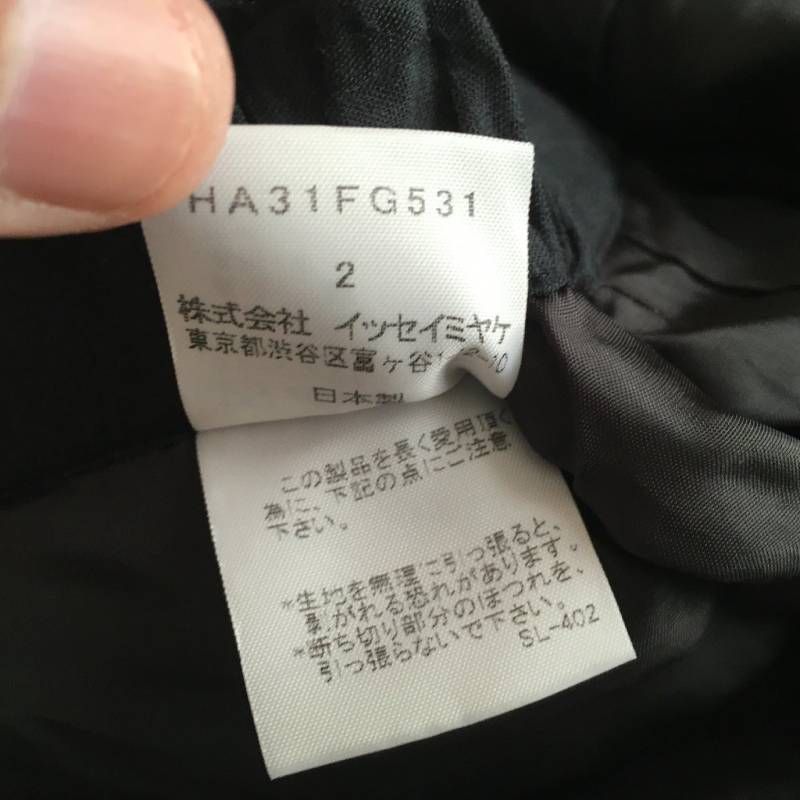 HA31FG531
2
株式会社 イッセイミヤケ
東京都渋谷区富ヶ谷
日本製
この製品を長く愛用頂く
為に、下記の点にご注意
下さい。
*生地を無理に引っ張ると、
剥がれる恐れがあります。
*断ち切り部分のほつれを、
引っ張らないで下さい。
SL-402